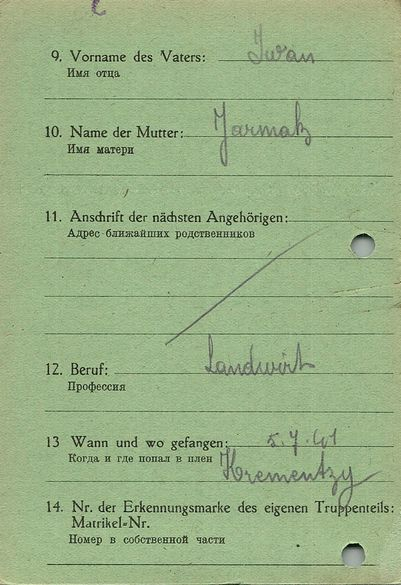 9. Vorname des Vaters: Iwan
Имя отца
10. Name der Mutter: Jarmak
Имя матери
11. Anschrift der nächsten Angehörigen:
Адрес ближайших родственников
12. Beruf: Landwirt
Профессия
13 Wann und wo gefangen: 5.7.41
Когда и где попал в плен Krementzy
14. Nr. der Erkennungsmarke des eigenen Truppenteils:
Matrikel-Nr.
Номер в собственной части